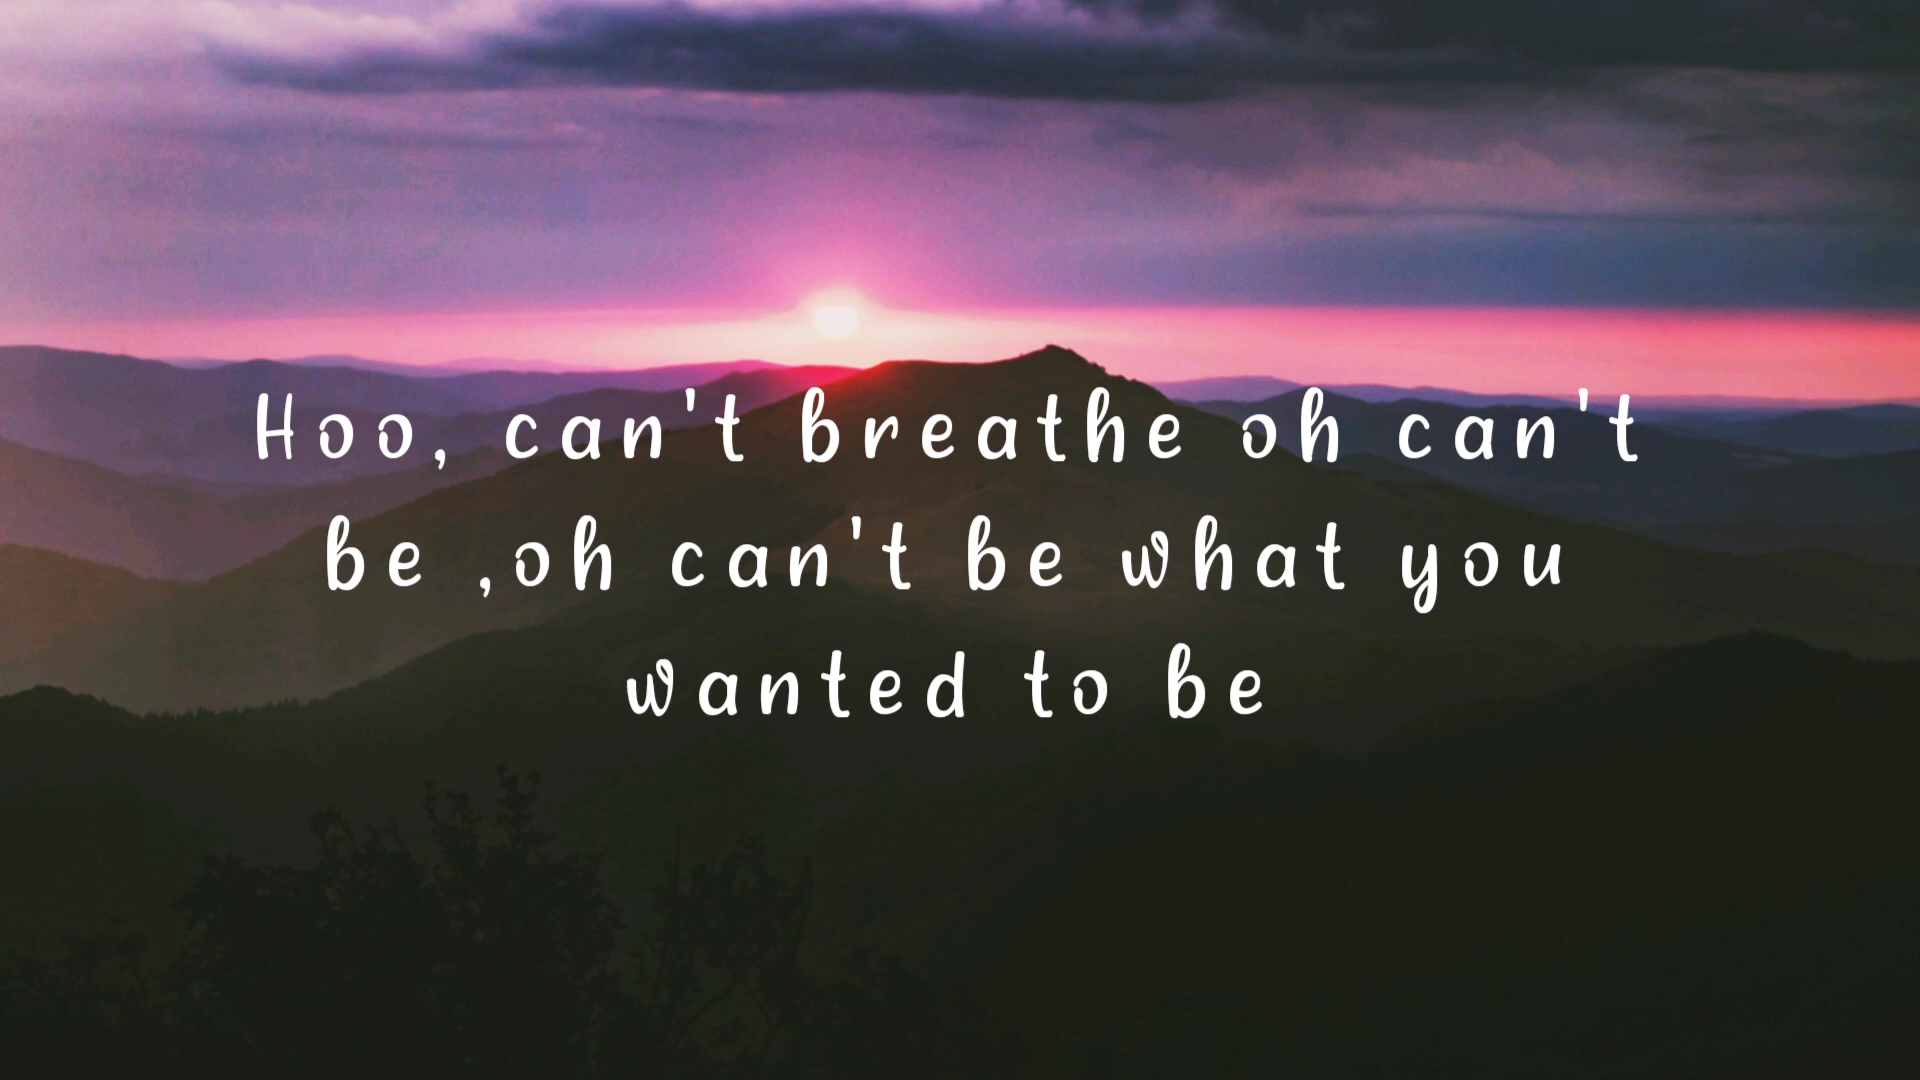 Hoo, can't breathe oh can't
be ,oh can't be what you
wanted to be